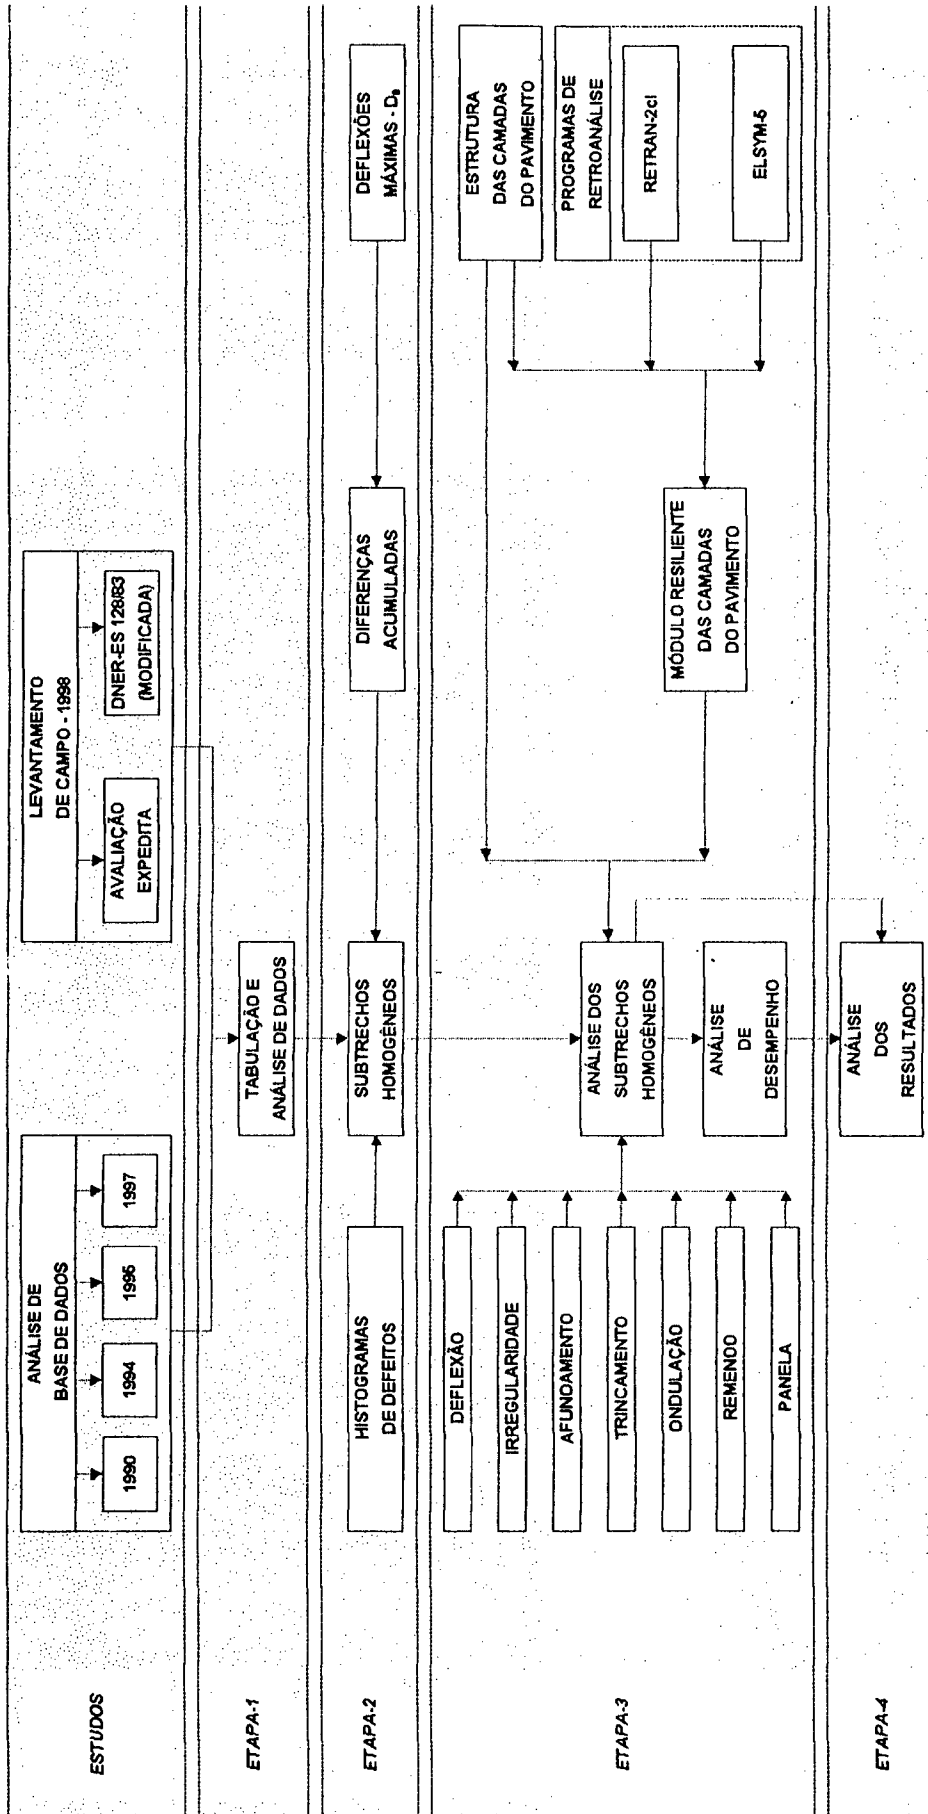 ESTUDOS
ANÁLISE DE
BASE DE DADOS
1990
1994
1995
1997
LEVANTAMENTO
DE CAMPO - 1998
AVALIAÇÃO
EXPEDITA
DNER-ES 128/83
(MODIFICADA)
ETAPA-1
TABULAÇÃO E
ANÁLISE DE DADOS
ETAPA-2
HISTOGRAMAS
DE DEFEITOS
SUBTRECHOS
HOMOGÊNEOS
DIFERENÇAS
ACUMULADAS
DEFLEXÕES
MÁXIMAS - D₀
ETAPA-3
DEFLEXÃO
IRREGULARIDADE
AFUNDAMENTO
TRINCAMENTO
ONDULAÇÃO
REMENDO
PANELA
ANÁLISE DOS
SUBTRECHOS
HOMOGÊNEOS
ANÁLISE
DE
DESEMPENHO
MÓDULO RESILIENTE
DAS CAMADAS
DO PAVIMENTO
ESTRUTURA
DAS CAMADAS
DO PAVIMENTO
PROGRAMAS DE
RETROANÁLISE
RETRAN-2cl
ELSYM-5
ETAPA-4
ANÁLISE
DOS
RESULTADOS